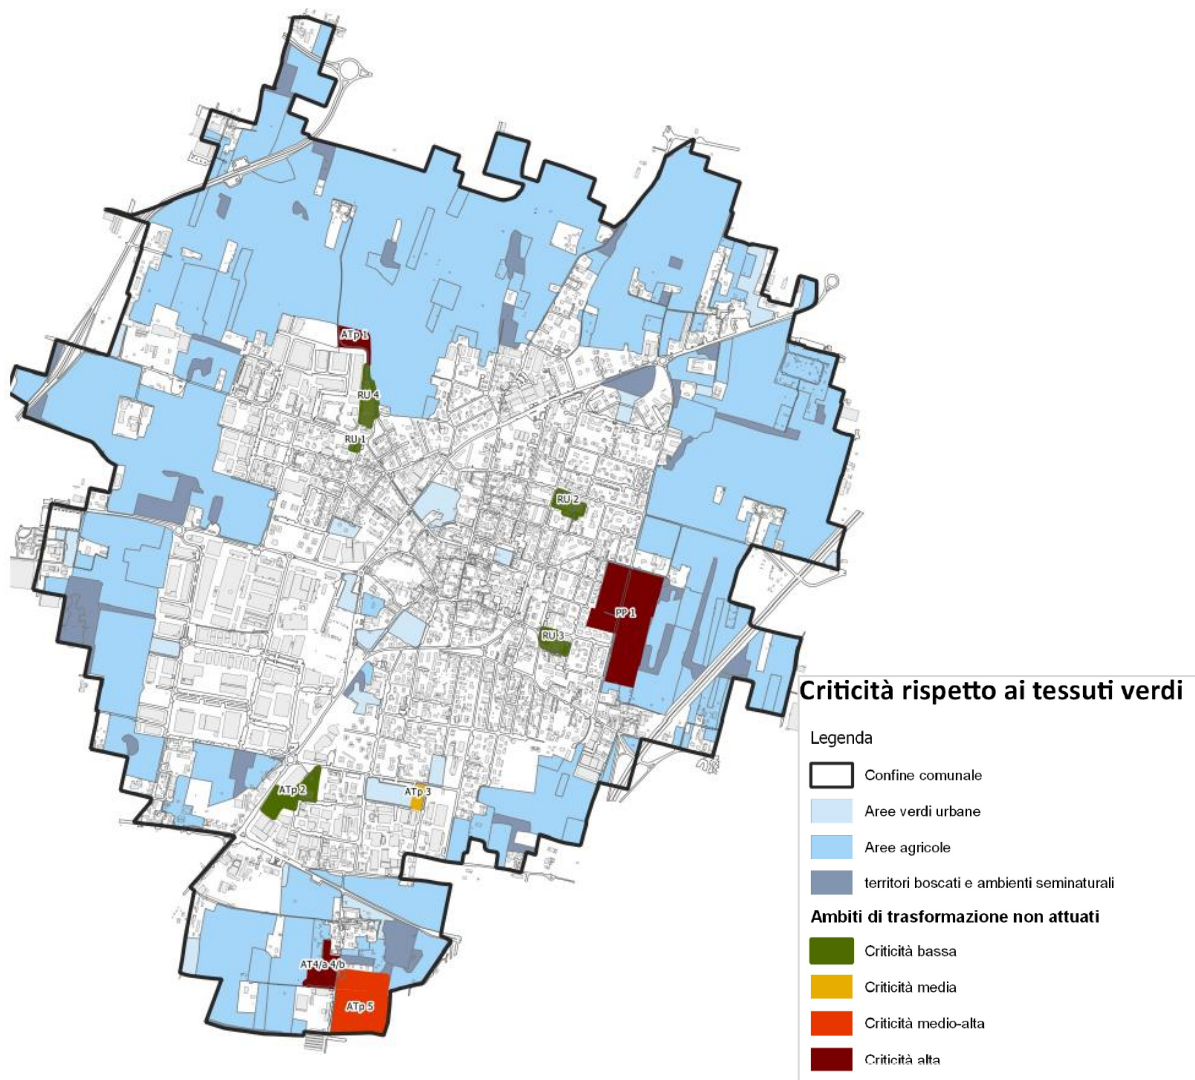 ATp 1
RU 4
RU 1
RU 2
PP 1
RU 3
ATp 2
ATp 3
AT4/a 4/b
ATp 5
Criticità rispetto ai tessuti verdi
Legenda
Confine comunale
Aree verdi urbane
Aree agricole
territori boscati e ambienti seminaturali
Ambiti di trasformazione non attuati
Criticità bassa
Criticità media
Criticità medio-alta
Criticità alta